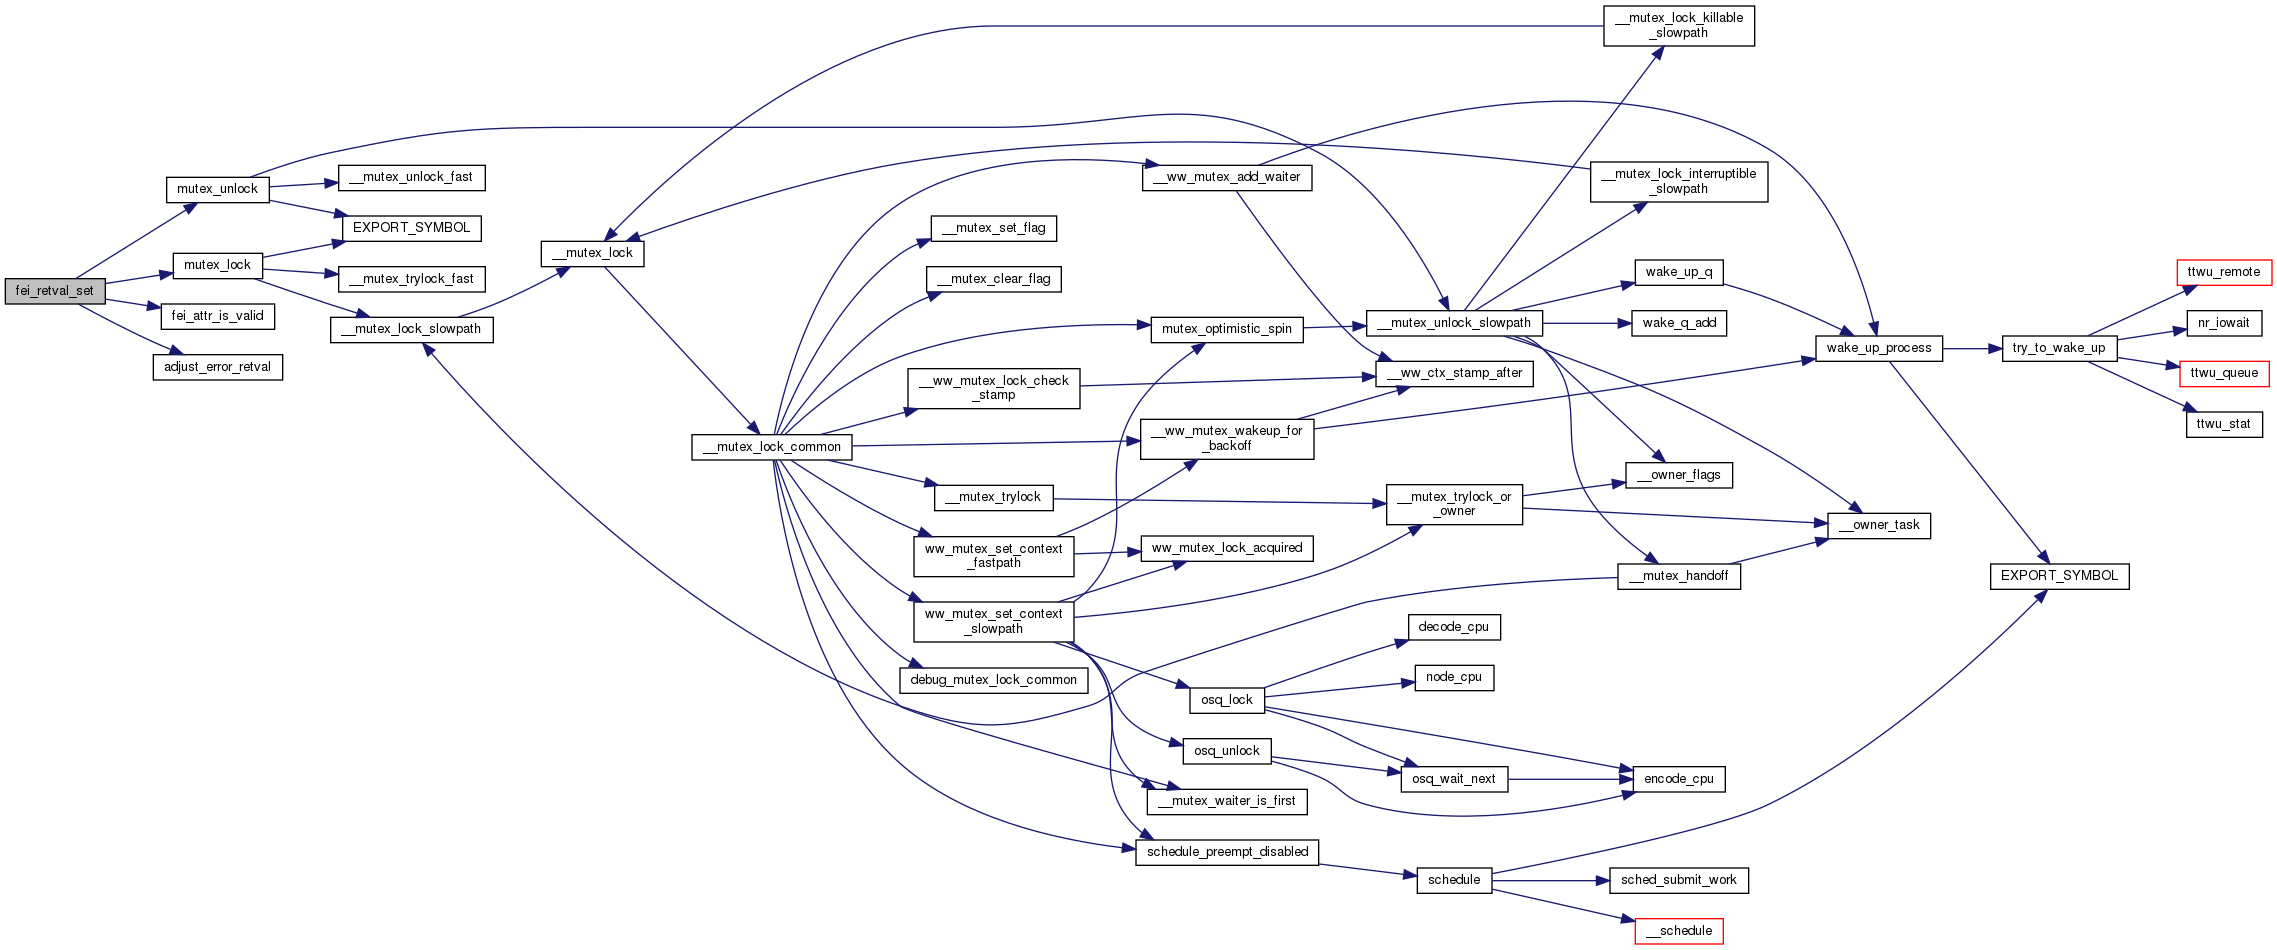 __mutex_lock_killable
_slowpath
mutex_unlock
__mutex_unlock_fast
EXPORT_SYMBOL
mutex_lock
__mutex_trylock_fast
fei_retval_set
fei_attr_is_valid
__mutex_lock_slowpath
adjust_error_retval
__mutex_lock
__mutex_lock_common
__ww_mutex_add_waiter
__mutex_set_flag
__mutex_clear_flag
mutex_optimistic_spin
__ww_mutex_lock_check
_stamp
__ww_mutex_wakeup_for
_backoff
__mutex_trylock
ww_mutex_set_context
_fastpath
ww_mutex_lock_acquired
ww_mutex_set_context
_slowpath
debug_mutex_lock_common
osq_lock
osq_unlock
__mutex_waiter_is_first
schedule_preempt_disabled
__mutex_unlock_slowpath
__ww_ctx_stamp_after
__mutex_trylock_or
_owner
decode_cpu
node_cpu
osq_wait_next
schedule
__mutex_lock_interruptible
_slowpath
wake_up_q
wake_q_add
__owner_flags
__mutex_handoff
encode_cpu
sched_submit_work
__schedule
wake_up_process
__owner_task
try_to_wake_up
EXPORT_SYMBOL
ttwu_remote
nr_iowait
ttwu_queue
ttwu_stat